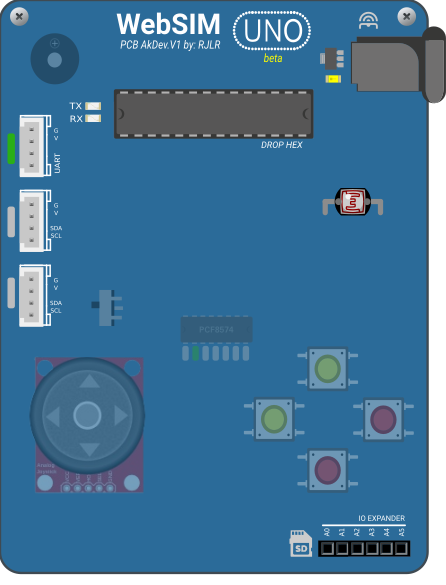 WebSIM
UNO
PCB AkDev.V1 by: RJLR
beta
TX
RX
DROP HEX
G
V
UART
G
V
SDA
SCL
G
V
SDA
SCL
PCF8574
Analog
IO EXPANDER
A0 A1 A2 A3 A4 A5
SD